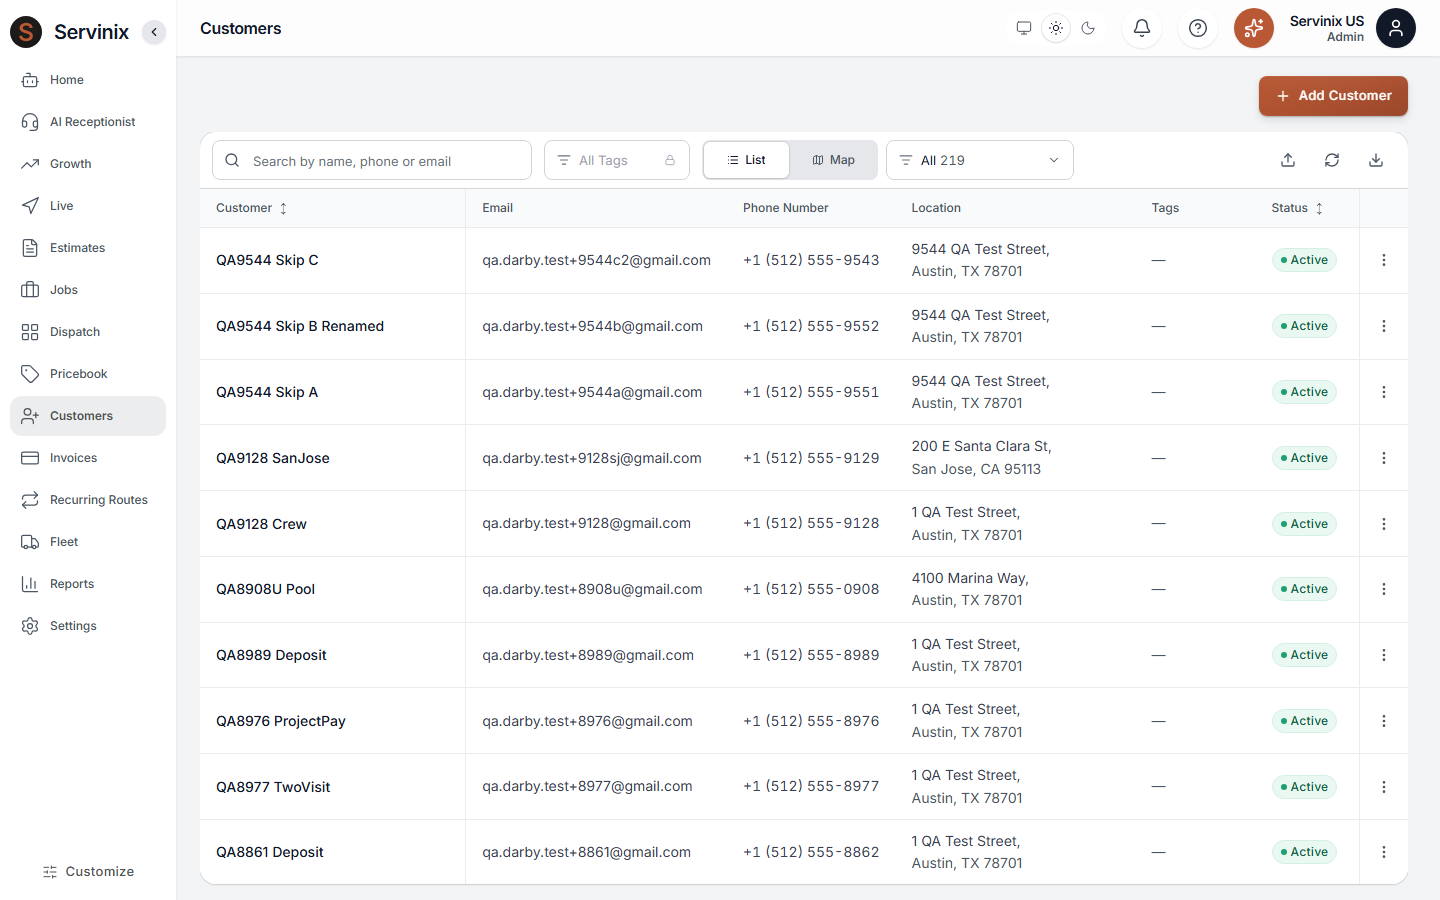 S Servinix
Customers
Servinix US
Admin
Home
AI Receptionist
Growth
Live
Estimates
Jobs
Dispatch
Pricebook
Customers
Invoices
Recurring Routes
Fleet
Reports
Settings
Customize
Add Customer
Search by name, phone or email
All Tags
List
Map
All 219
Customer Email Phone Number Location Tags Status
QA9544 Skip C qa.darby.test+9544c2@gmail.com +1 (512) 555-9543 9544 QA Test Street, — Active
Austin, TX 78701
QA9544 Skip B Renamed qa.darby.test+9544b@gmail.com +1 (512) 555-9552 9544 QA Test Street, — Active
Austin, TX 78701
QA9544 Skip A qa.darby.test+9544a@gmail.com +1 (512) 555-9551 9544 QA Test Street, — Active
Austin, TX 78701
QA9128 SanJose qa.darby.test+9128sj@gmail.com +1 (512) 555-9129 200 E Santa Clara St, — Active
San Jose, CA 95113
QA9128 Crew qa.darby.test+9128@gmail.com +1 (512) 555-9128 1 QA Test Street, — Active
Austin, TX 78701
QA8908U Pool qa.darby.test+8908u@gmail.com +1 (512) 555-0908 4100 Marina Way, — Active
Austin, TX 78701
QA8989 Deposit qa.darby.test+8989@gmail.com +1 (512) 555-8989 1 QA Test Street, — Active
Austin, TX 78701
QA8976 ProjectPay qa.darby.test+8976@gmail.com +1 (512) 555-8976 1 QA Test Street, — Active
Austin, TX 78701
QA8977 TwoVisit qa.darby.test+8977@gmail.com +1 (512) 555-8977 1 QA Test Street, — Active
Austin, TX 78701
QA8861 Deposit qa.darby.test+8861@gmail.com +1 (512) 555-8862 1 QA Test Street, — Active
Austin, TX 78701